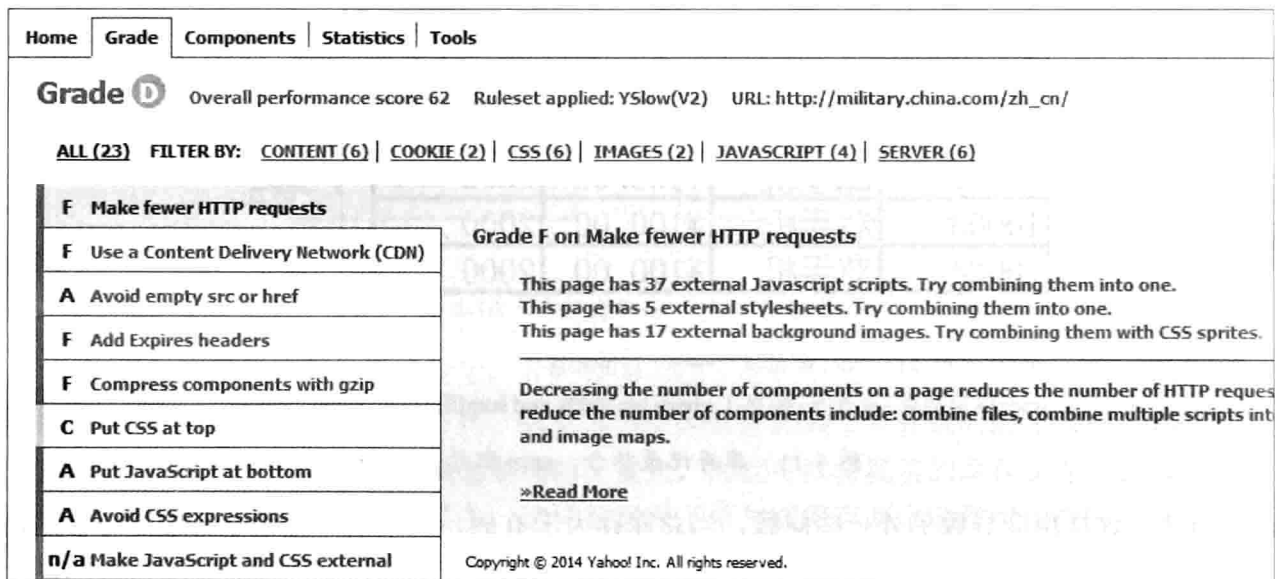 Home Grade Components Statistics Tools
Grade D Overall performance score 62 Ruleset applied: YSlow(V2) URL: http://military.china.com/zh_cn/
ALL (23) FILTER BY: CONTENT (6) COOKIE (2) CSS (6) IMAGES (2) JAVASCRIPT (4) SERVER (6)
F Make fewer HTTP requests
F Use a Content Delivery Network (CDN)
A Avoid empty src or href
F Add Expires headers
F Compress components with gzip
C Put CSS at top
A Put JavaScript at bottom
A Avoid CSS expressions
n/a Make JavaScript and CSS external
Grade F on Make fewer HTTP requests
This page has 37 external Javascript scripts. Try combining them into one.
This page has 5 external stylesheets. Try combining them into one.
This page has 17 external background images. Try combining them with CSS sprites.
Decreasing the number of components on a page reduces the number of HTTP reques
reduce the number of components include: combine files, combine multiple scripts int
and image maps.
»Read More
Copyright © 2014 Yahoo! Inc. All rights reserved.